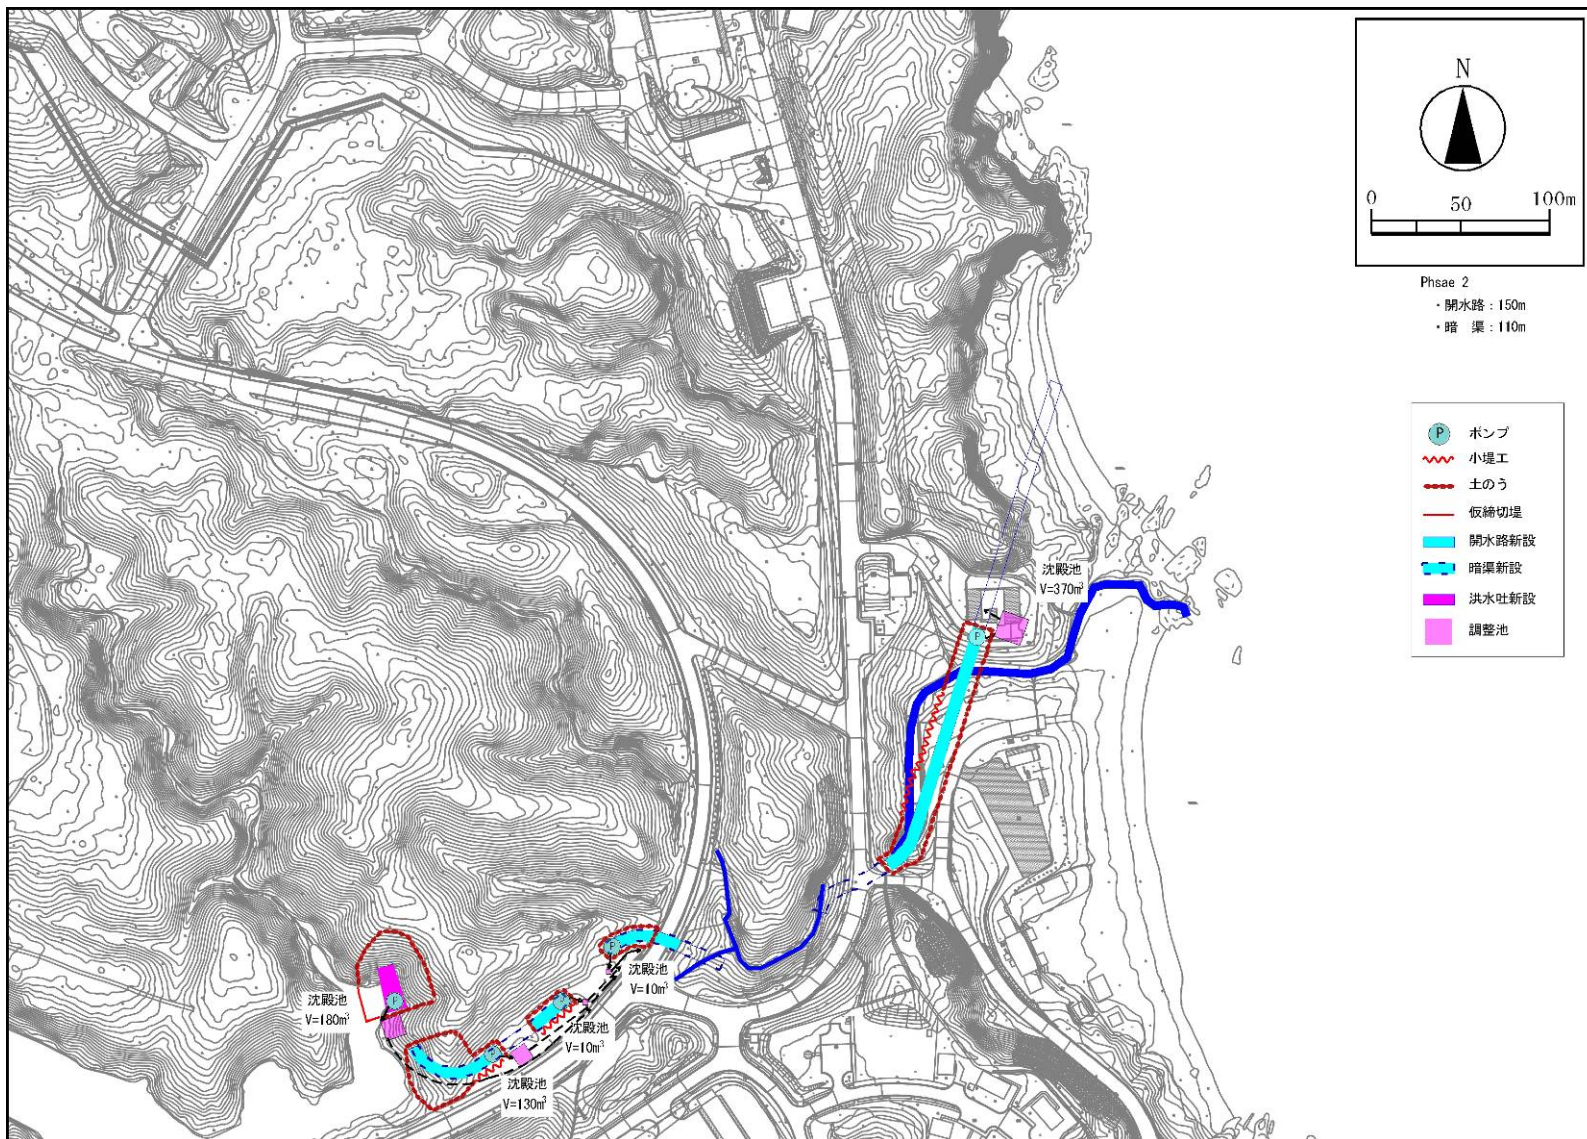 N
0 50 100m
Phsae 2
・開水路：150m
・暗 渠：110m
P ポンプ
小堤工
土のう
仮締切堤
開水路新設
暗渠新設
洪水吐新設
調整池
沈殿池
V=370m³
P
P
沈殿池
V=10m³
沈殿池
V=180m³
P
沈殿池
V=10m³
P
沈殿池
V=130m³